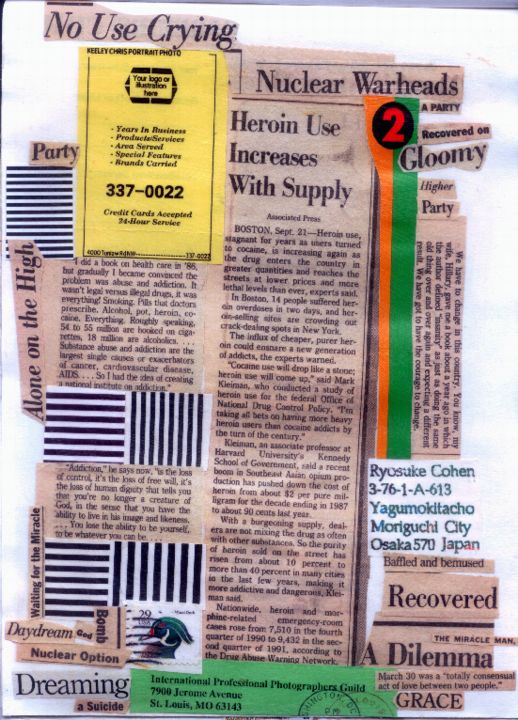 No Use Crying
KEELEY CHRIS PORTRAIT PHOTO
Your logo or
illustration
here
- Years In Business
- Products/Services
- Area Served
- Special Features
- Brands Carried
337-0022
Credit Cards Accepted
24-Hour Service
337-0022
Nuclear Warheads
A PARTY
2
Recovered on
Gloomy
Higher
Party
Party
Heroin Use
Increases
With Supply
Associated Press
BOSTON, Sept. 21—Heroin use,
stagnant for years as users turned
to cocaine, is increasing again as
the drug enters the country in
greater quantities and reaches the
streets at lower prices and more
lethal levels than ever, experts said.
In Boston, 14 people suffered her-
oin overdoses in two days, and her-
oin-selling sites are crowding out
crack-dealing spots in New York.
The influx of cheaper, purer her-
oin could ensure a new generation
of addicts, the experts warned.
"Cocaine use will drop like a stone;
heroin use will come up," said Mark
Kleiman, who conducted a study of
heroin use for the federal Office of
National Drug Control Policy. "I'm
taking all bets on having more heavy
heroin users than cocaine addicts by
the turn of the century."
Kleiman, an associate professor at
Harvard University's Kennedy
School of Government, said a recent
boom in Southeast Asian opium pro-
duction has pushed down the cost of
heroin from about $2 per pure mil-
ligram for the decade ending in 1987
to about 90 cents last year.
With a burgeoning supply, deal-
ers are not mixing the drug as often
with other substances. So the purity
of heroin sold on the street has
risen from about 10 percent to
more than 40 percent in many cities
in the last few years, making it
more addictive and dangerous, Klei-
man said.
Nationwide, heroin and mor-
phine-related emergency-room
cases rose from 7,510 in the fourth
quarter of 1990 to 9,432 in the sec-
ond quarter of 1991, according to
the Drug Abuse Warning Network.
We have to change in this country. You know, my
wife, Hillary, gave me a book about a year ago in which
the author defined "insanity" as just as doing the same
old thing over and over again and expecting a different
result. We have got to have the courage to change.
Alone on the High
I did a book on health care in '86,
but gradually I became convinced the
problem was abuse and addiction. It
wasn't legal versus illegal drugs, it was
everything! Smoking. Pills that doctors
prescribe. Alcohol, pot, heroin, co-
caine. Everything. Roughly speaking,
54 to 55 million are hooked on ciga-
rettes, 18 million are alcoholics. . . .
Substance abuse and addiction are the
largest single causes or exacerbators
of cancer, cardiovascular disease,
AIDS. . . . So I had the idea of creating
a national institute on addiction."
"Addiction," he says now, "is the loss
of control, it's the loss of free will, it's
the loss of human dignity that tells you
that you're no longer a creature of
God, in the sense that you have the
ability to live in his image and likeness.
. . . You lose the ability to be yourself,
to be whatever you can be. . . .
Waiting for the Miracle
Ryosuke Cohen
3-76-1-A-613
Yagumokitacho
Moriguchi City
Osaka 570 Japan
Baffled and bemused
Recovered
THE MIRACLE MAN,
A Dilemma
March 30 was a "totally consensual
act of love between two people."
GRACE
Daydream God
Bomb
Nuclear Option
29
Wood Duck
Dreaming
a Suicide
International Professional Photographers Guild
7900 Jerome Avenue
St. Louis, MO 63143